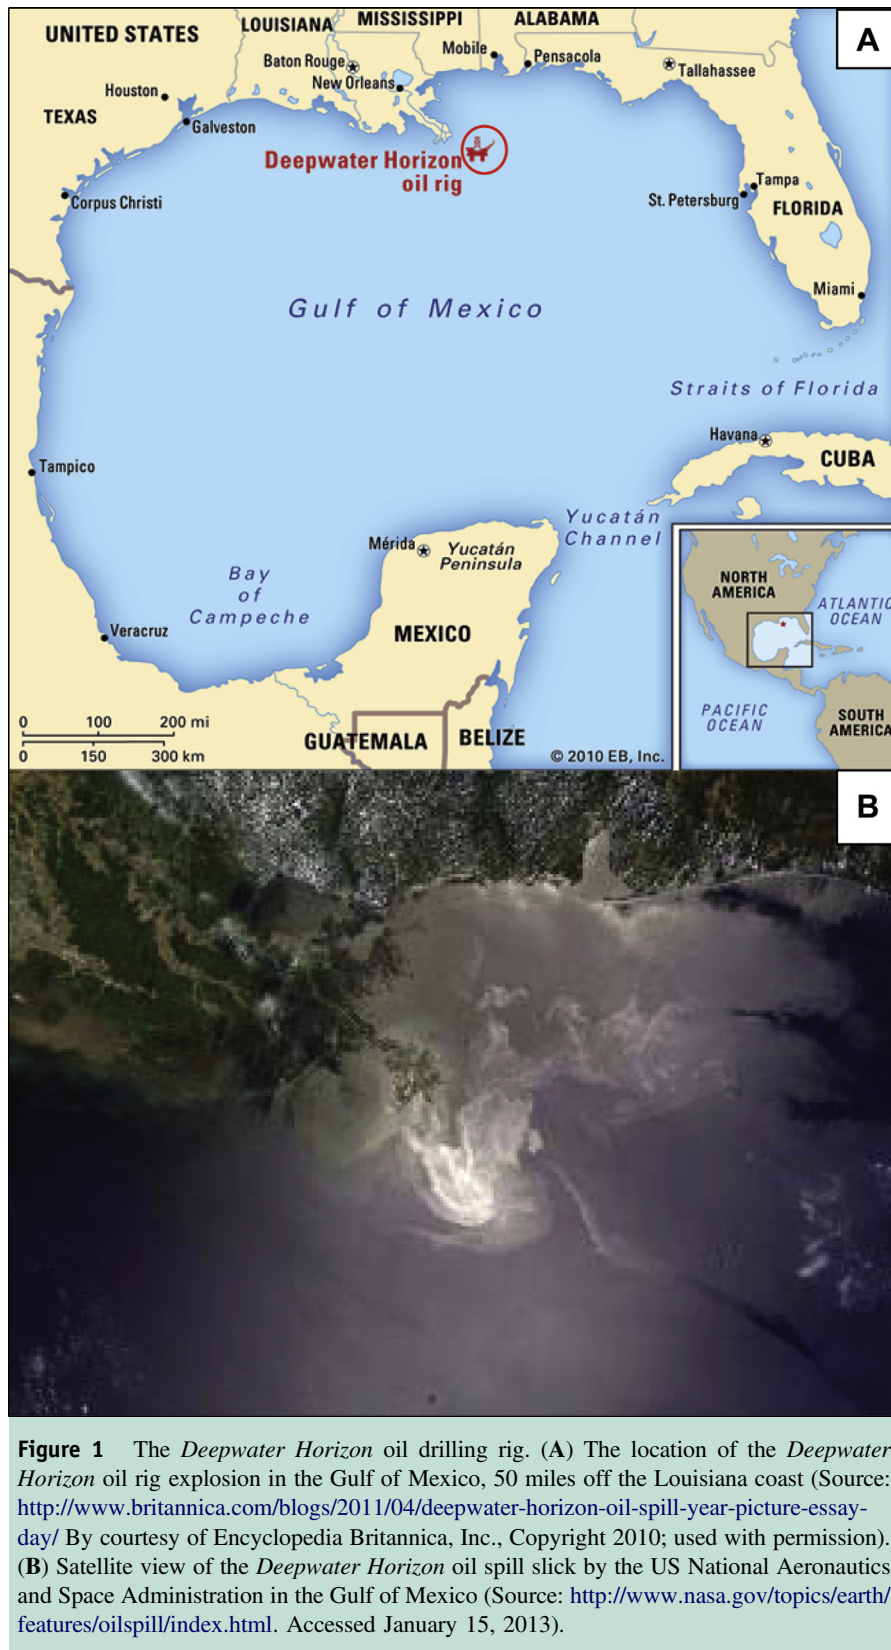 A
UNITED STATES
LOUISIANA
MISSISSIPPI
ALABAMA
Baton Rouge
Mobile
Pensacola
Tallahassee
New Orleans
Houston
TEXAS
Galveston
Deepwater Horizon
oil rig
Corpus Christi
Tampa
St. Petersburg
FLORIDA
Miami
Gulf of Mexico
Straits of Florida
Havana
CUBA
Tampico
Yucatán
Channel
Mérida
Yucatán
Peninsula
Bay
of
Campeche
Veracruz
MEXICO
NORTH
AMERICA
ATLANTIC
OCEAN
PACIFIC
OCEAN
SOUTH
AMERICA
0 100 200 mi
0 150 300 km
GUATEMALA
BELIZE
© 2010 EB, Inc.
B
Figure 1 The Deepwater Horizon oil drilling rig. (A) The location of the Deepwater
Horizon oil rig explosion in the Gulf of Mexico, 50 miles off the Louisiana coast (Source:
http://www.britannica.com/blogs/2011/04/deepwater-horizon-oil-spill-year-picture-essay-
day/ By courtesy of Encyclopedia Britannica, Inc., Copyright 2010; used with permission).
(B) Satellite view of the Deepwater Horizon oil spill slick by the US National Aeronautics
and Space Administration in the Gulf of Mexico (Source: http://www.nasa.gov/topics/earth/
features/oilspill/index.html. Accessed January 15, 2013).